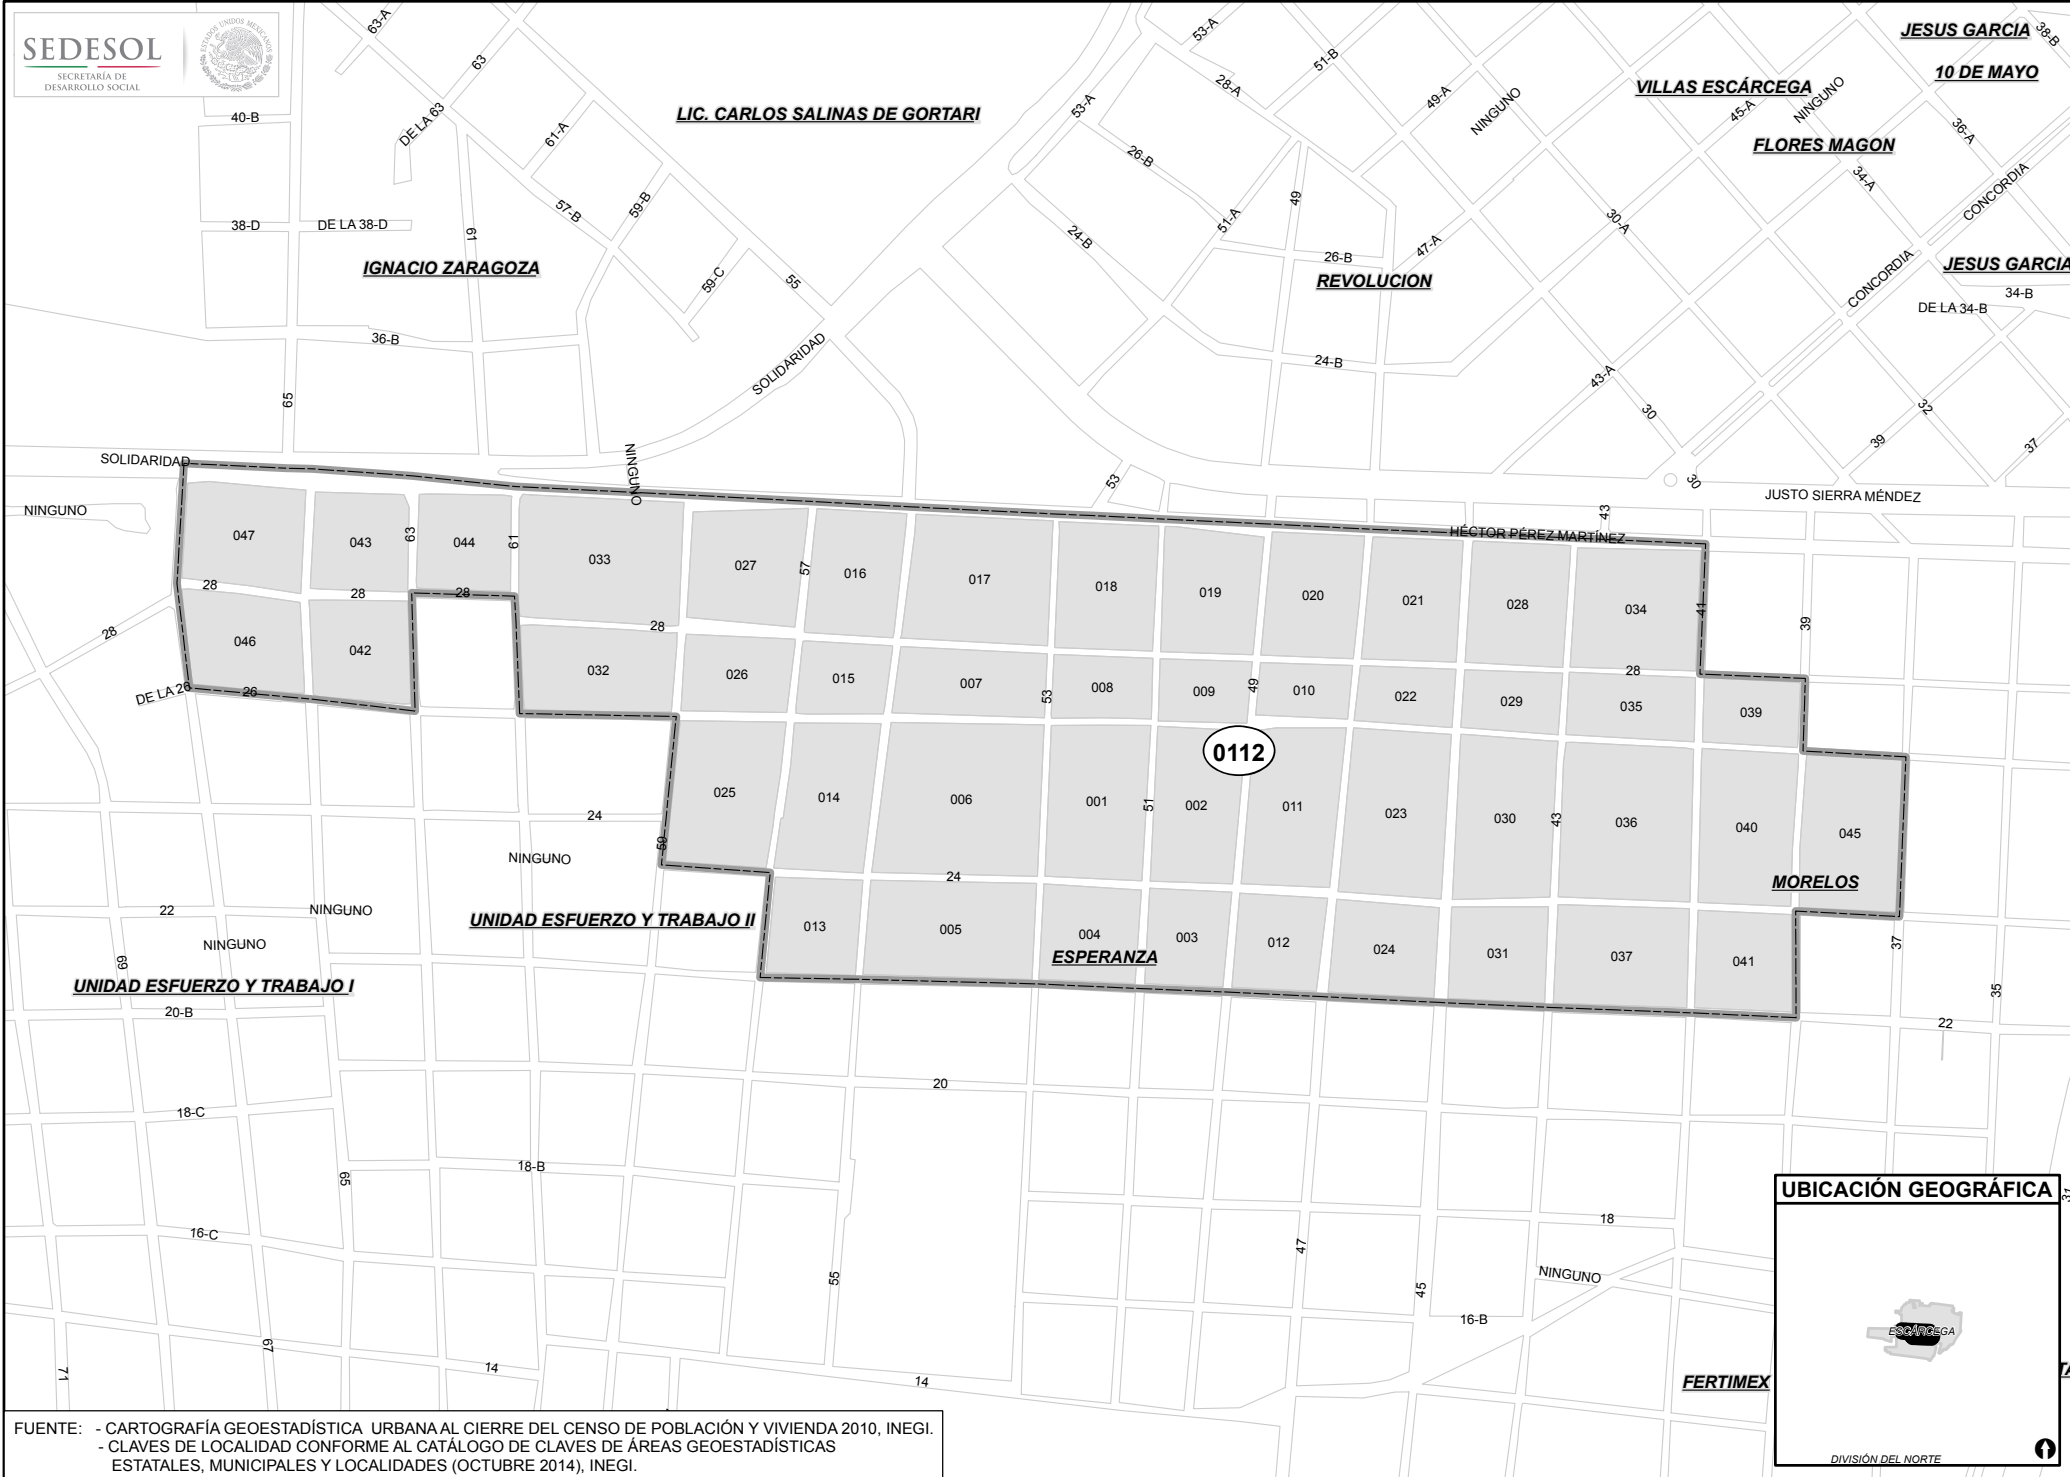 SEDESOL
SECRETARÍA DE
DESARROLLO SOCIAL
ESTADOS UNIDOS MEXICANOS
63-A
63
40-B
DE LA 63
61-A
LIC. CARLOS SALINAS DE GORTARI
53-A
53-A
51-B
28-A
49-A
NINGUNO
VILLAS ESCÁRCEGA
45-A
NINGUNO
JESUS GARCIA
38-B
10 DE MAYO
FLORES MAGON
36-A
34-A
CONCORDIA
38-D
DE LA 38-D
61
57-B
59-B
59-C
55
IGNACIO ZARAGOZA
26-B
24-B
51-A
49
26-B
47-A
30-A
REVOLUCION
CONCORDIA
JESUS GARCIA
34-B
DE LA 34-B
36-B
65
SOLIDARIDAD
24-B
43-A
30
32
39
37
SOLIDARIDAD
NINGUNO
NINGUNO
53
30
JUSTO SIERRA MÉNDEZ
43
HÉCTOR PÉREZ MARTÍNEZ
047
043
63
044
61
033
027
57
016
017
018
019
020
021
028
034
41
39
28
28
28
28
28
28
046
042
032
026
015
007
53
008
009
49
010
022
029
035
039
DE LA 26
26
0112
025
014
006
001
51
002
011
023
030
43
036
040
045
59
24
NINGUNO
24
MORELOS
22
NINGUNO
UNIDAD ESFUERZO Y TRABAJO II
013
005
004
003
012
024
031
037
041
37
ESPERANZA
NINGUNO
69
UNIDAD ESFUERZO Y TRABAJO I
35
20-B
22
20
18-C
65
18-B
16-C
18
47
55
45
NINGUNO
16-B
67
71
14
14
FERTIMEX
31
UBICACIÓN GEOGRÁFICA
ESCÁRCEGA
DIVISIÓN DEL NORTE
FUENTE: - CARTOGRAFÍA GEOESTADÍSTICA URBANA AL CIERRE DEL CENSO DE POBLACIÓN Y VIVIENDA 2010, INEGI.
- CLAVES DE LOCALIDAD CONFORME AL CATÁLOGO DE CLAVES DE ÁREAS GEOESTADÍSTICAS
ESTATALES, MUNICIPALES Y LOCALIDADES (OCTUBRE 2014), INEGI.